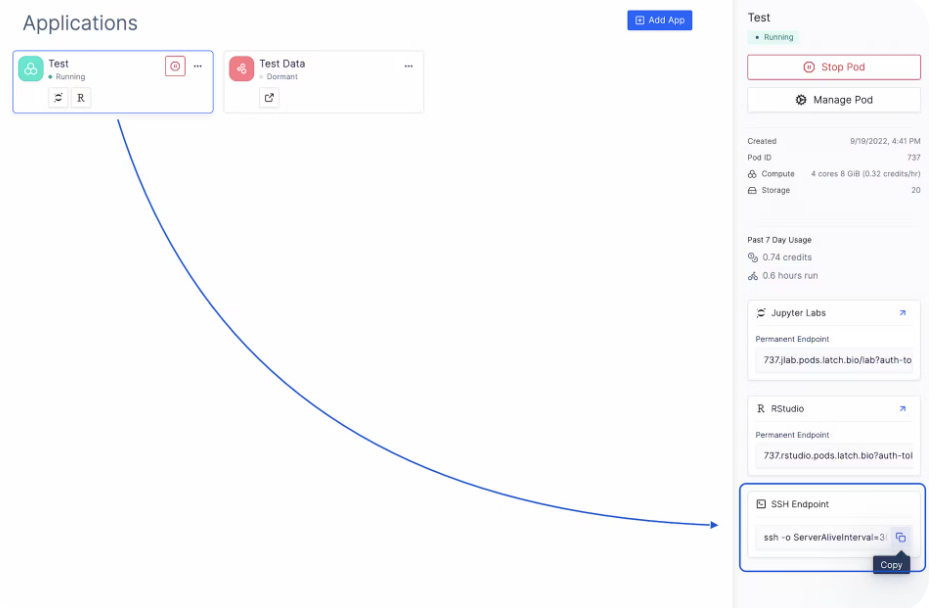 Applications
Add App
Test
Running
R
Test Data
Dormant
Test
Running
Stop Pod
Manage Pod
Created 9/19/2022, 4:41 PM
Pod ID 737
Compute 4 cores 8 GiB (0.32 credits/hr)
Storage 20
Past 7 Day Usage
0.74 credits
0.6 hours run
Jupyter Labs
Permanent Endpoint
737.jlab.pods.latch.bio/lab?auth-to
R RStudio
Permanent Endpoint
737.rstudio.pods.latch.bio?auth-tol
SSH Endpoint
ssh -o ServerAliveInterval=3
Copy